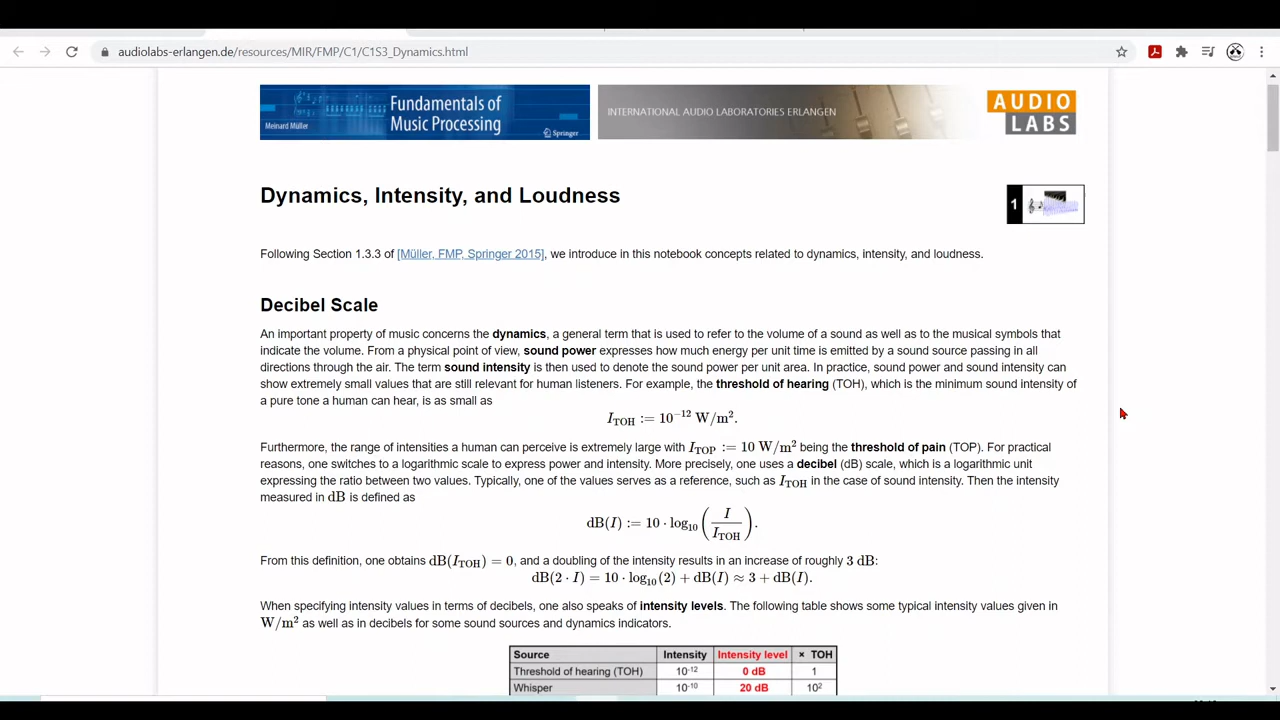 audiolabs-erlangen.de/resources/MIR/FMP/C1/C1S3_Dynamics.html
Fundamentals of
Music Processing
Meinard Müller
Springer
INTERNATIONAL AUDIO LABORATORIES ERLANGEN
AUDIO
LABS
Dynamics, Intensity, and Loudness
1
Following Section 1.3.3 of [Müller, FMP, Springer 2015], we introduce in this notebook concepts related to dynamics, intensity, and loudness.
Decibel Scale
An important property of music concerns the dynamics, a general term that is used to refer to the volume of a sound as well as to the musical symbols that
indicate the volume. From a physical point of view, sound power expresses how much energy per unit time is emitted by a sound source passing in all
directions through the air. The term sound intensity is then used to denote the sound power per unit area. In practice, sound power and sound intensity can
show extremely small values that are still relevant for human listeners. For example, the threshold of hearing (TOH), which is the minimum sound intensity of
a pure tone a human can hear, is as small as
I_TOH := 10⁻¹² W/m².
Furthermore, the range of intensities a human can perceive is extremely large with I_TOP := 10 W/m² being the threshold of pain (TOP). For practical
reasons, one switches to a logarithmic scale to express power and intensity. More precisely, one uses a decibel (dB) scale, which is a logarithmic unit
expressing the ratio between two values. Typically, one of the values serves as a reference, such as I_TOH in the case of sound intensity. Then the intensity
measured in dB is defined as
dB(I) := 10 · log₁₀ (I / I_TOH).
From this definition, one obtains dB(I_TOH) = 0, and a doubling of the intensity results in an increase of roughly 3 dB:
dB(2 · I) = 10 · log₁₀(2) + dB(I) ≈ 3 + dB(I).
When specifying intensity values in terms of decibels, one also speaks of intensity levels. The following table shows some typical intensity values given in
W/m² as well as in decibels for some sound sources and dynamics indicators.
Source Intensity Intensity level × TOH
Threshold of hearing (TOH) 10⁻¹² 0 dB 1
Whisper 10⁻¹⁰ 20 dB 10²